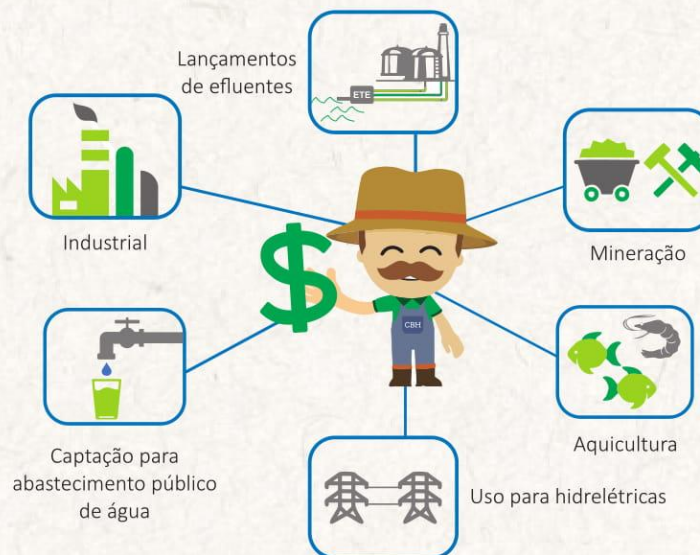 Lançamentos
de efluentes
ETE
Industrial
Mineração
$
CBH
Captação para
abastecimento público
de água
Aquicultura
Uso para hidrelétricas